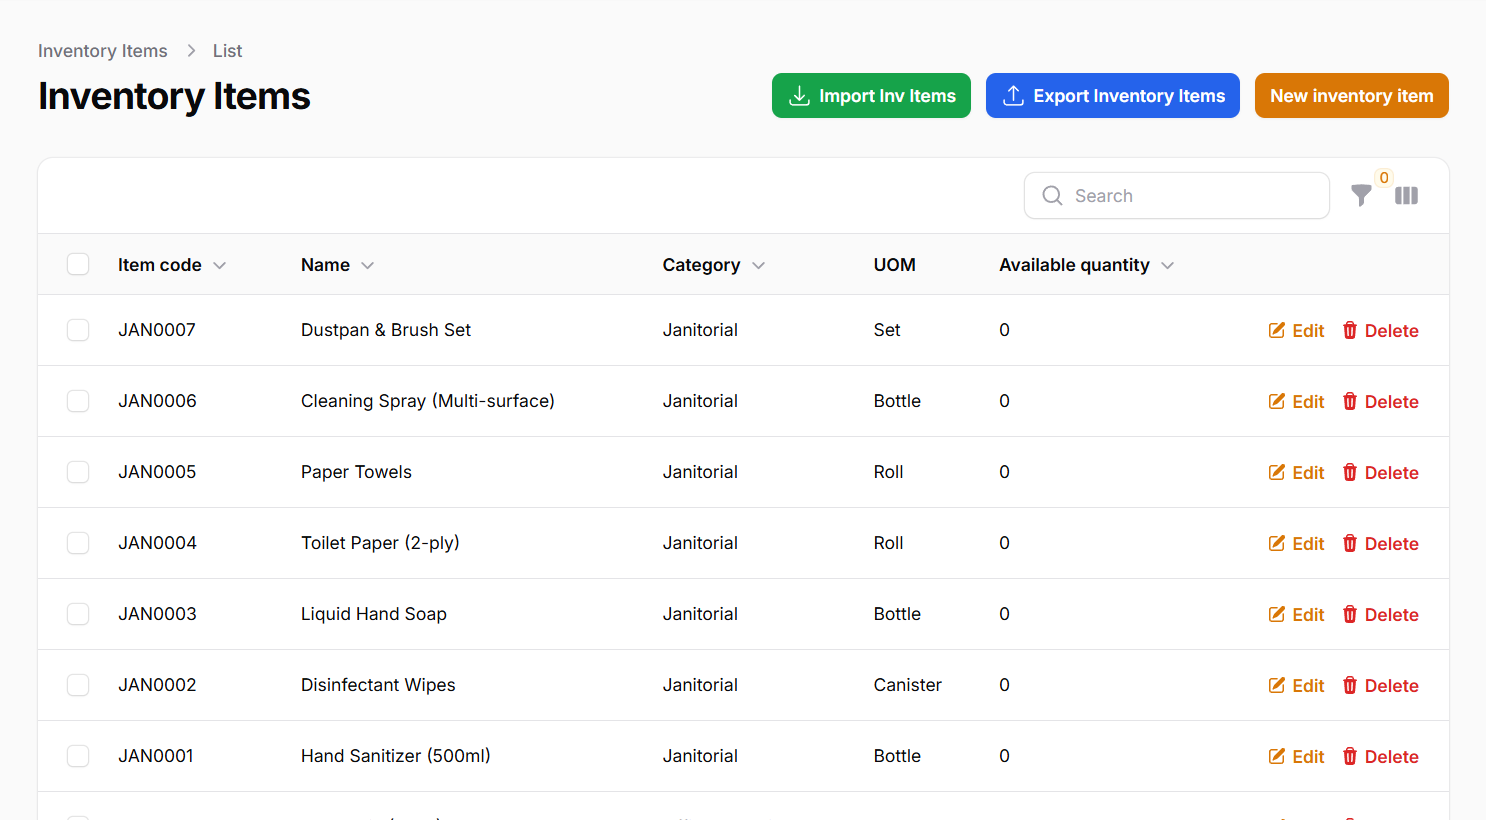 Inventory Items > List
Inventory Items
Import Inv Items
Export Inventory Items
New inventory item
Search
0
Item code Name Category UOM Available quantity
JAN0007 Dustpan & Brush Set Janitorial Set 0 Edit Delete
JAN0006 Cleaning Spray (Multi-surface) Janitorial Bottle 0 Edit Delete
JAN0005 Paper Towels Janitorial Roll 0 Edit Delete
JAN0004 Toilet Paper (2-ply) Janitorial Roll 0 Edit Delete
JAN0003 Liquid Hand Soap Janitorial Bottle 0 Edit Delete
JAN0002 Disinfectant Wipes Janitorial Canister 0 Edit Delete
JAN0001 Hand Sanitizer (500ml) Janitorial Bottle 0 Edit Delete